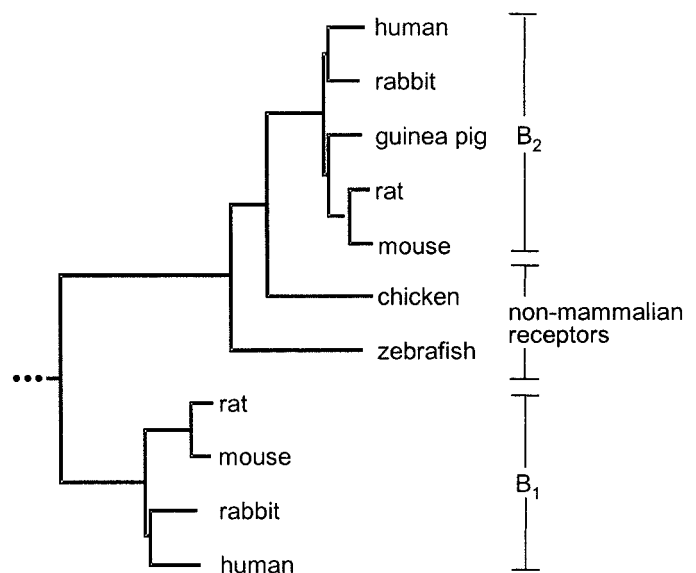 human
rabbit
guinea pig
rat
mouse
B₂
chicken
zebrafish
non-mammalian
receptors
rat
mouse
rabbit
human
B₁